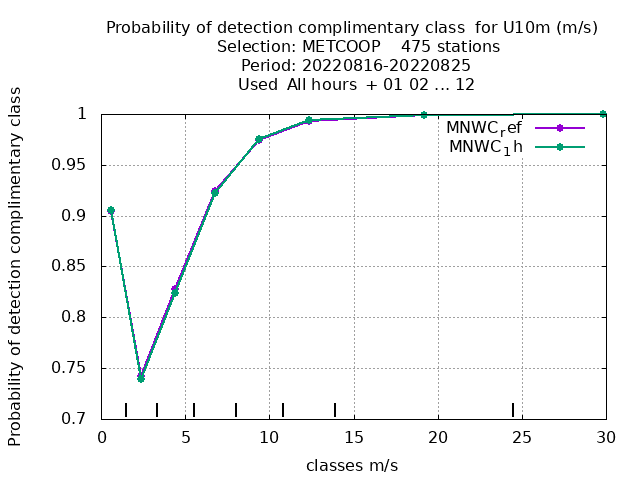 Probability of detection complimentary class  for U10m (m/s)
Selection: METCOOP    475 stations
Period: 20220816-20220825
Used  All hours  + 01 02 ... 12
Probability of detection complimentary class
1
0.95
0.9
0.85
0.8
0.75
0.7
MNWC_ref
MNWC_1h
0 5 10 15 20 25 30
classes m/s